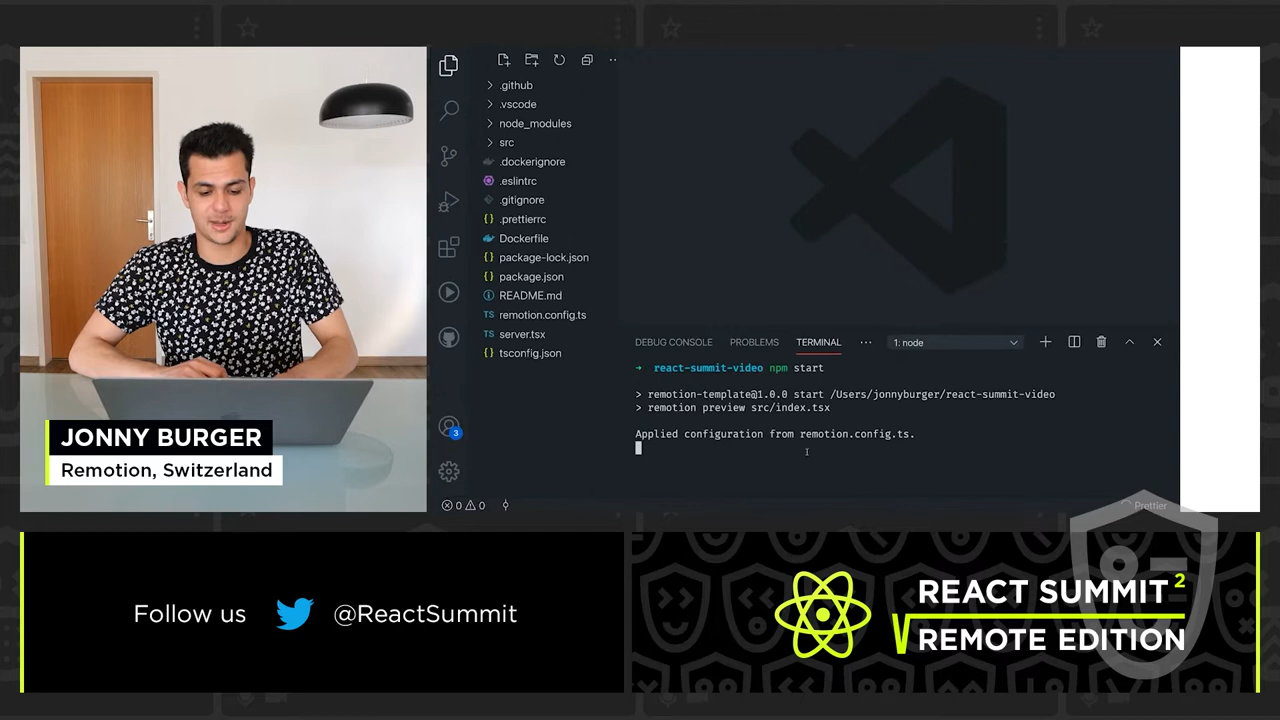 JONNY BURGER
Remotion, Switzerland
.github
.vscode
node_modules
src
.dockerignore
.eslintrc
.gitignore
.prettierrc
Dockerfile
package-lock.json
package.json
README.md
remotion.config.ts
TS server.tsx
tsconfig.json
3
0 0
DEBUG CONSOLE PROBLEMS TERMINAL ... 1: node
→ react-summit-video npm start
> remotion-template@1.0.0 start /Users/jonnyburger/react-summit-video
> remotion preview src/index.tsx
Applied configuration from remotion.config.ts.
Prettier
Follow us @ReactSummit
REACT SUMMIT 2
REMOTE EDITION